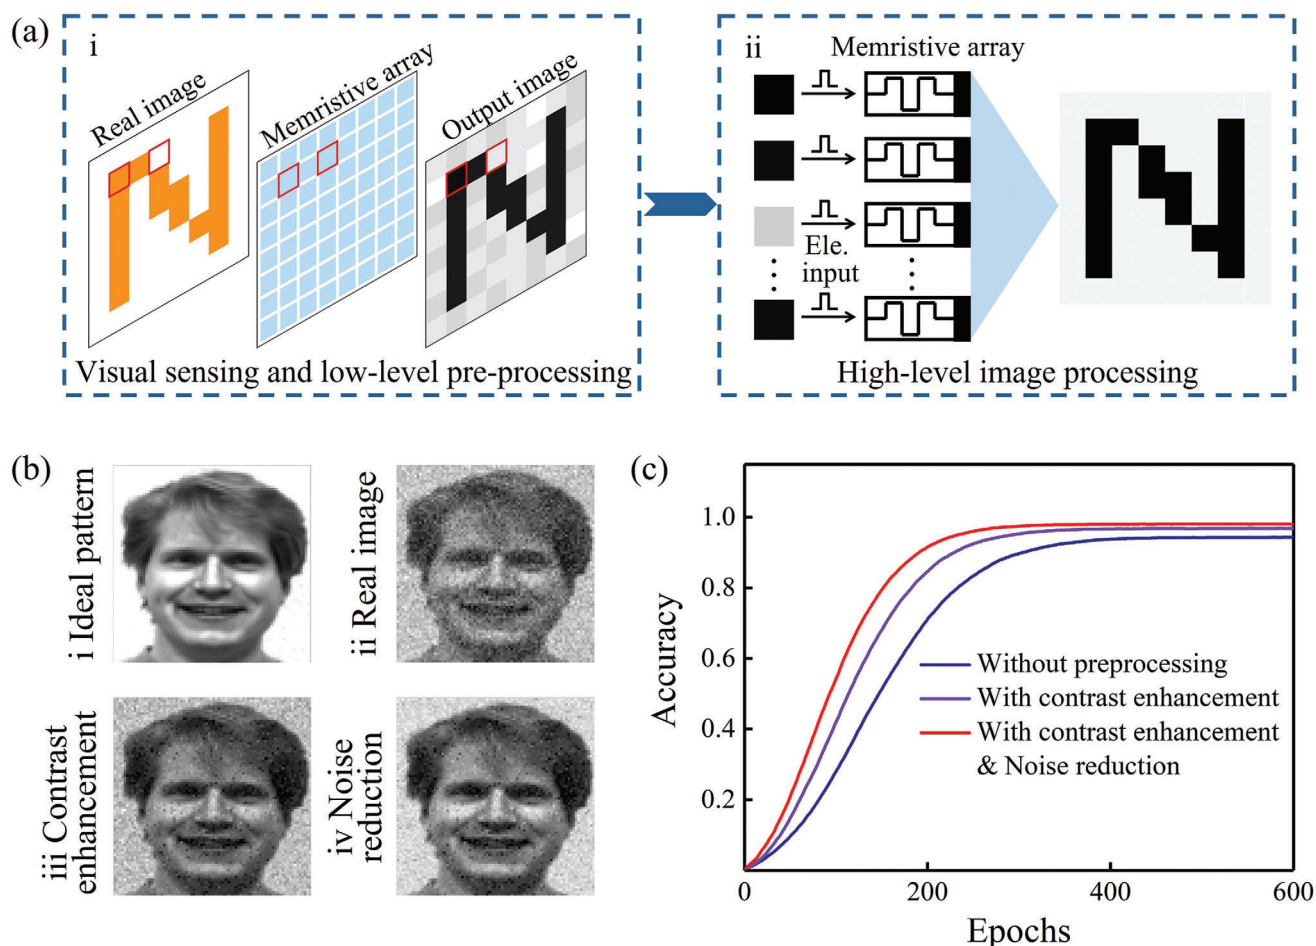 (a)
i
Real image
Memristive array
Output image
Visual sensing and low-level pre-processing
ii
Memristive array
Ele.
input
High-level image processing
(b)
i Ideal pattern
ii Real image
iii Contrast
enhancement
iv Noise
reduction
(c)
Accuracy
1.0
0.8
0.6
0.4
0.2
Without preprocessing
With contrast enhancement
With contrast enhancement
& Noise reduction
0
200
400
600
Epochs